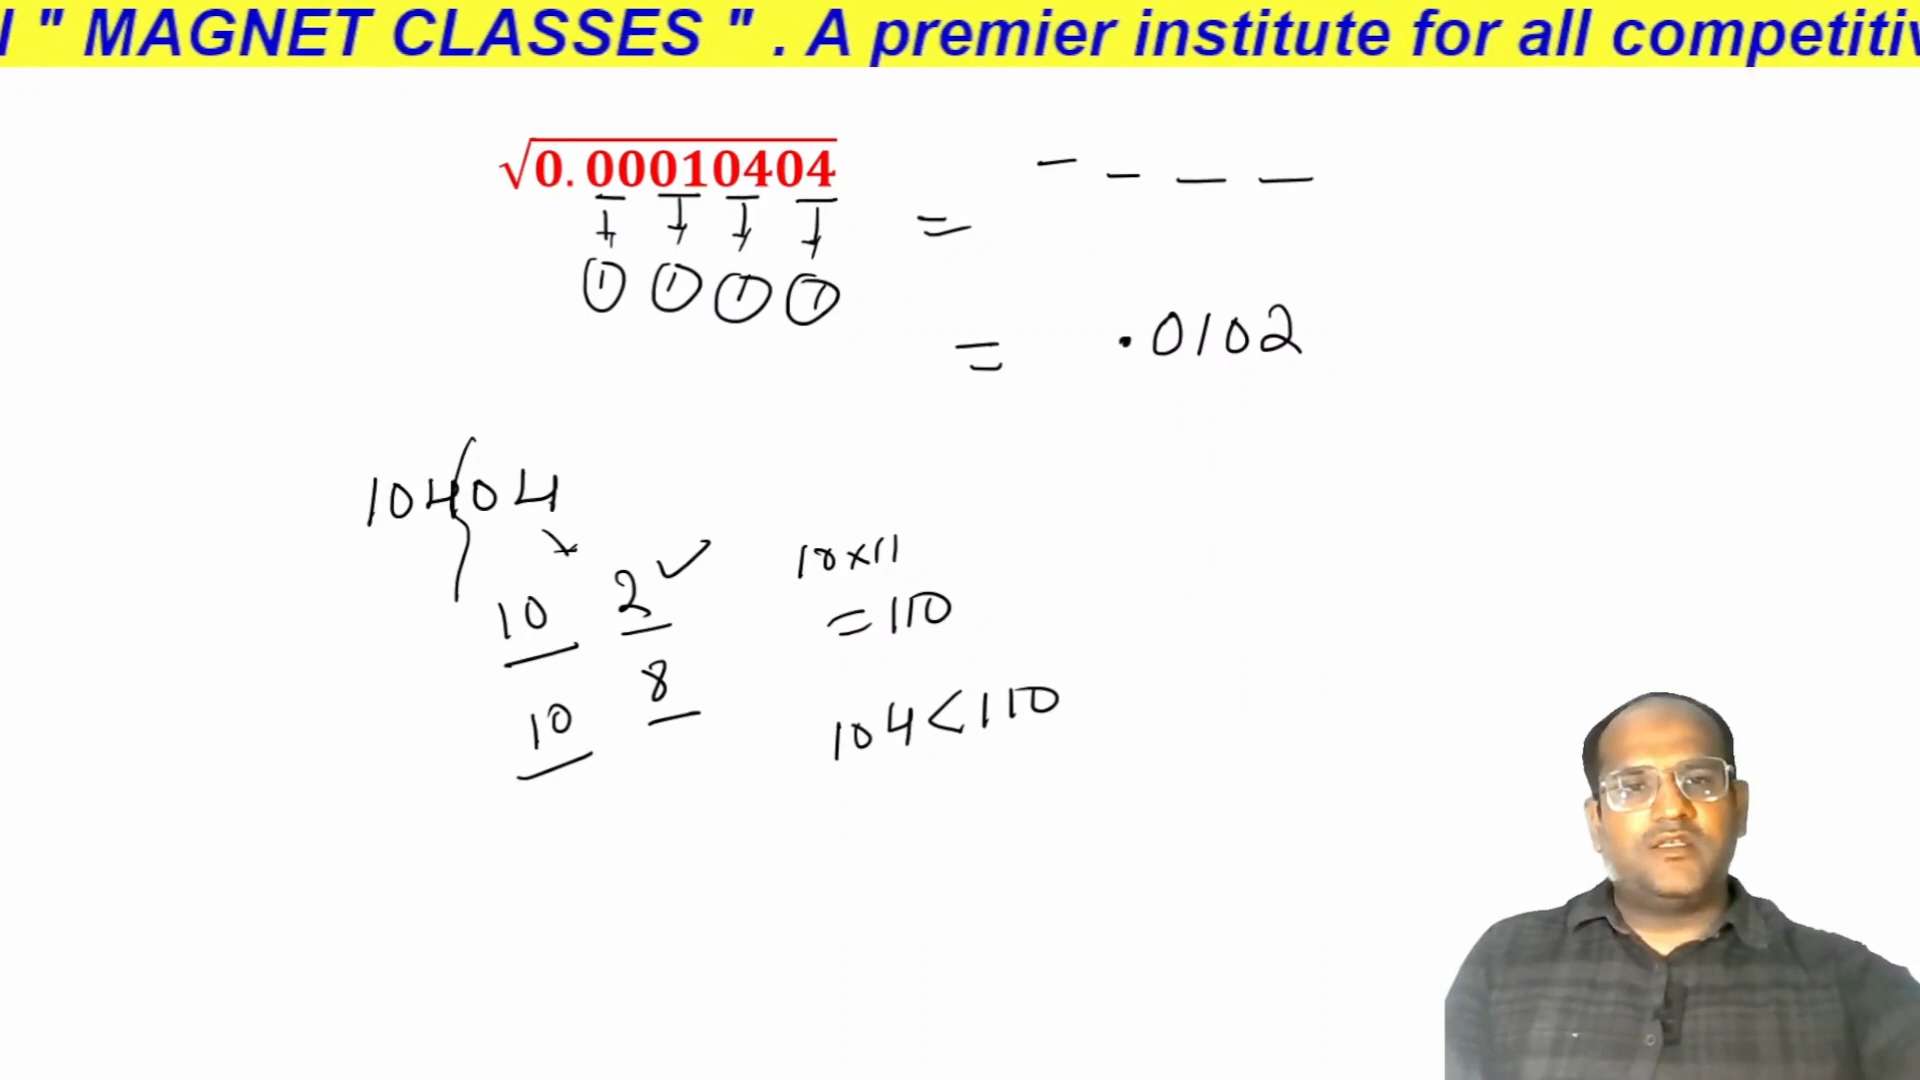 " MAGNET CLASSES " . A premier institute for all
√0.00010404 = _ _ _ _
1 1 1 1
= .0102
10404
10 2 ✓
10 8
10×11
=110
104<110